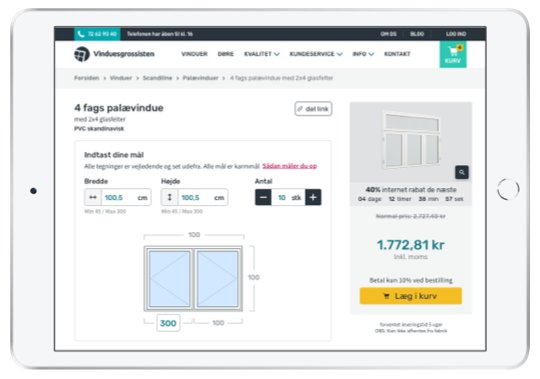 72 62 93 40 Telefonen har åben til kl. 16 OM OS BLOG LOG IND
Vinduesgrossisten VINDUER DØRE KVALITET KUNDESERVICE INFO KONTAKT KURV
Forsiden > Vinduer > Scandline > Palævinduer > 4 fags palævindue med 2x4 glasfelter
4 fags palævindue
del link
med 2x4 glasfelter
PVC skandinavisk
Indtast dine mål
Alle tegninger er vejledende og set udefra. Alle mål er karmmål Sådan måler du op
Bredde Højde Antal
100,5 cm 100,5 cm 10 stk
Min 45 / Max 300 Min 45 / Max 300
100
100
300 100
40% internet rabat de næste
04 dage 12 timer 38 min 57 sek
Normal pris: 2.727,40 kr
1.772,81 kr
Inkl. moms
Betal kun 10% ved bestilling
Læg i kurv
Forventet leveringstid 5 uger
OBS: Kan ikke afhentes fra fabrik